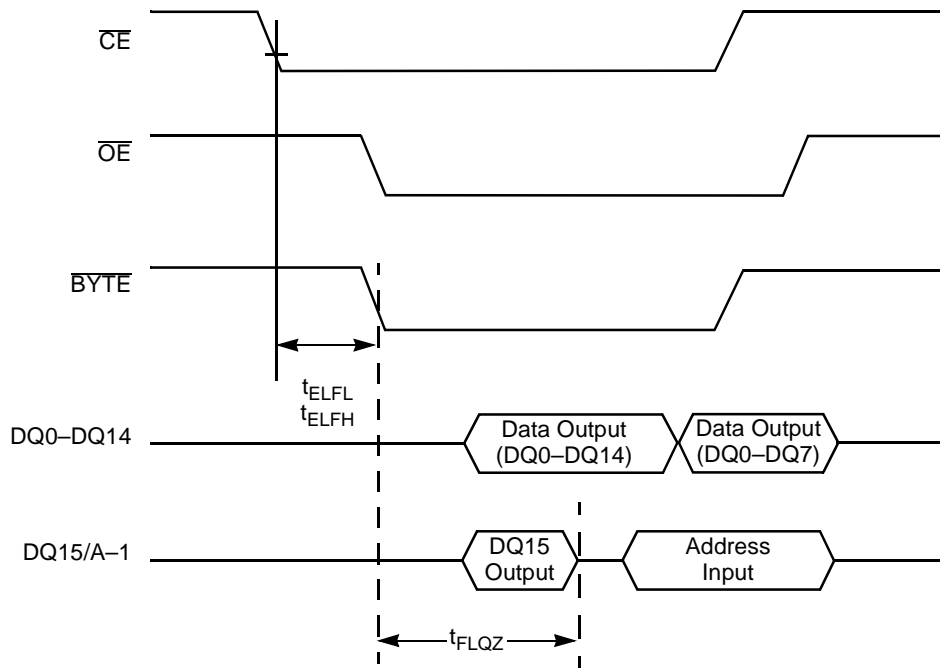 CE
OE
BYTE
tELFL
tELFH
DQ0–DQ14
Data Output
(DQ0–DQ14)
Data Output
(DQ0–DQ7)
DQ15/A–1
DQ15
Output
Address
Input
tFLQZ